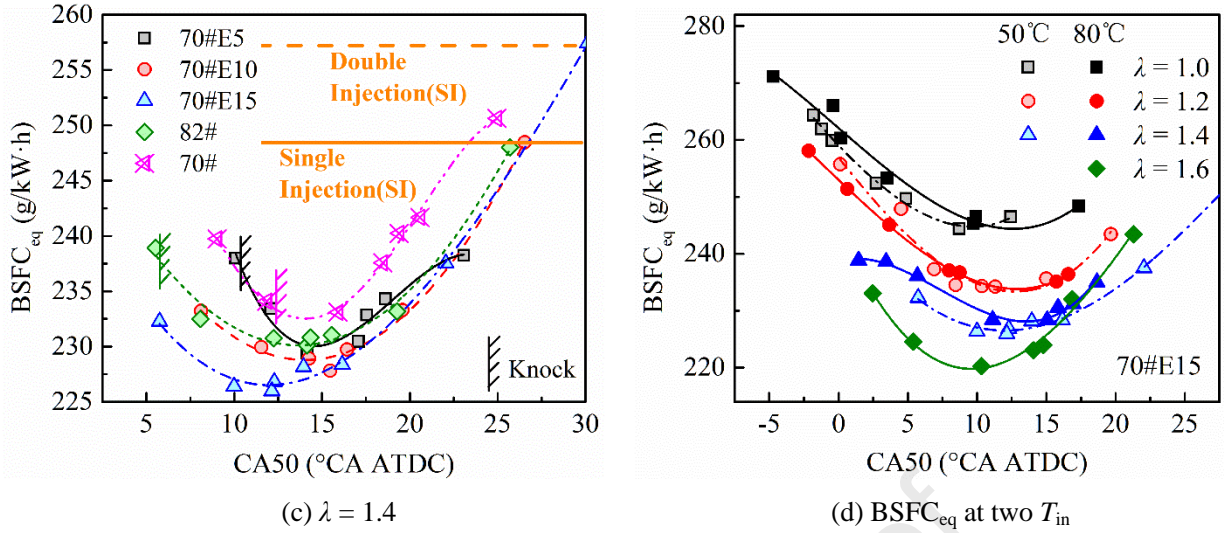 260
255
250
245
240
235
230
225
BSFCeq (g/kW·h)
70#E5
70#E10
70#E15
82#
70#
Double
Injection(SI)
Single
Injection(SI)
Knock
5
10
15
20
25
30
CA50 (°CA ATDC)
(c) λ = 1.4
280
270
260
250
240
230
220
BSFCeq (g/kW·h)
50℃ 80℃
λ = 1.0
λ = 1.2
λ = 1.4
λ = 1.6
70#E15
-5
0
5
10
15
20
25
CA50 (°CA ATDC)
(d) BSFCeq at two Tin